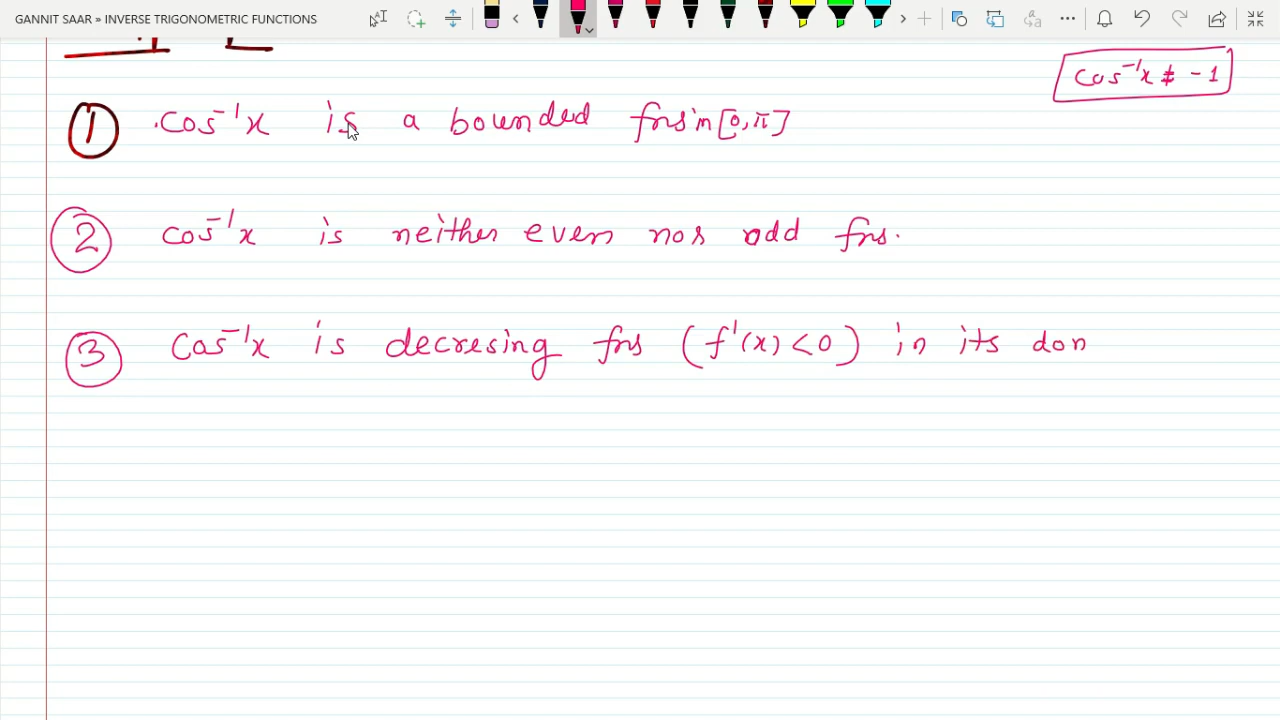 GANNIT SAAR » INVERSE TRIGONOMETRIC FUNCTIONS
cos⁻¹x ≠ -1
① cos⁻¹x is a bounded fns in [0, π]
② cos⁻¹x is neither even nor odd fns.
③ Cos⁻¹x is decresing fns (f'(x) < 0) in its don